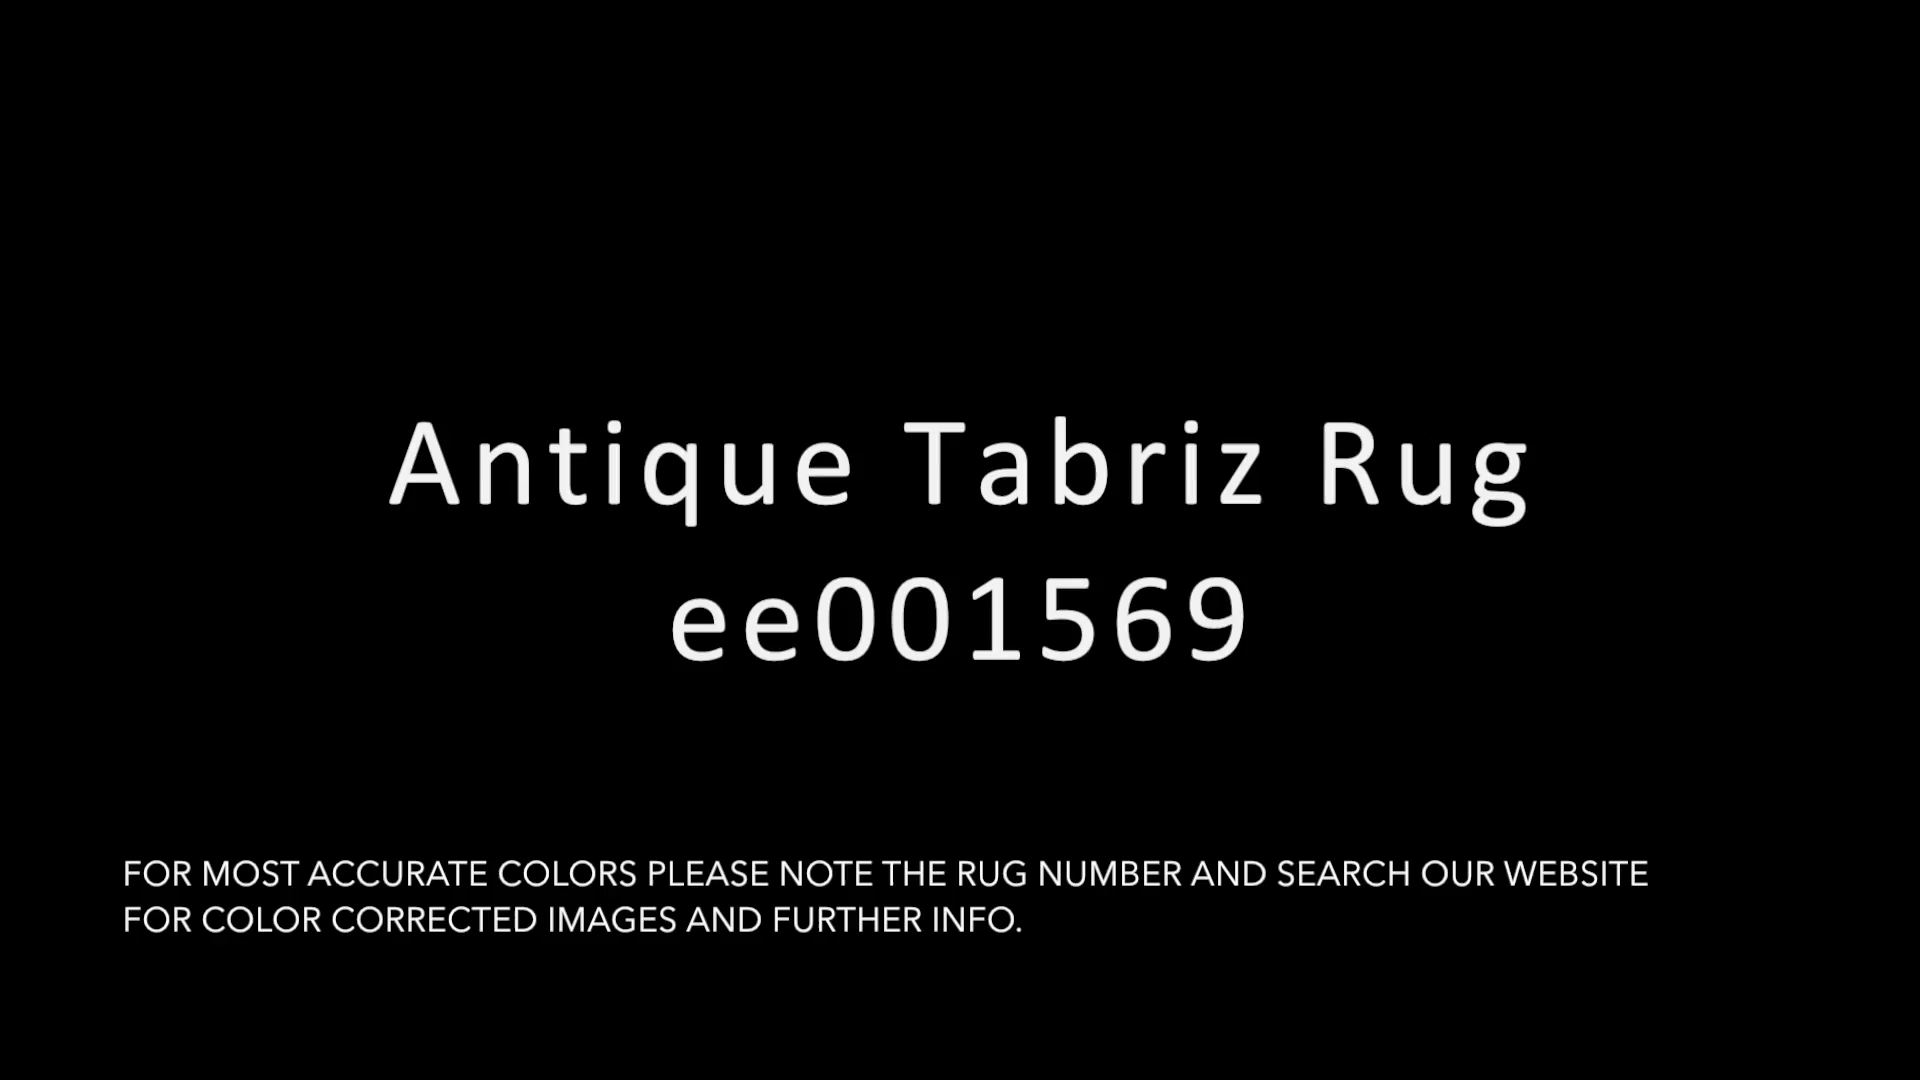 Antique Tabriz Rug
ee001569
FOR MOST ACCURATE COLORS PLEASE NOTE THE RUG NUMBER AND SEARCH OUR WEBSITE
FOR COLOR CORRECTED IMAGES AND FURTHER INFO.